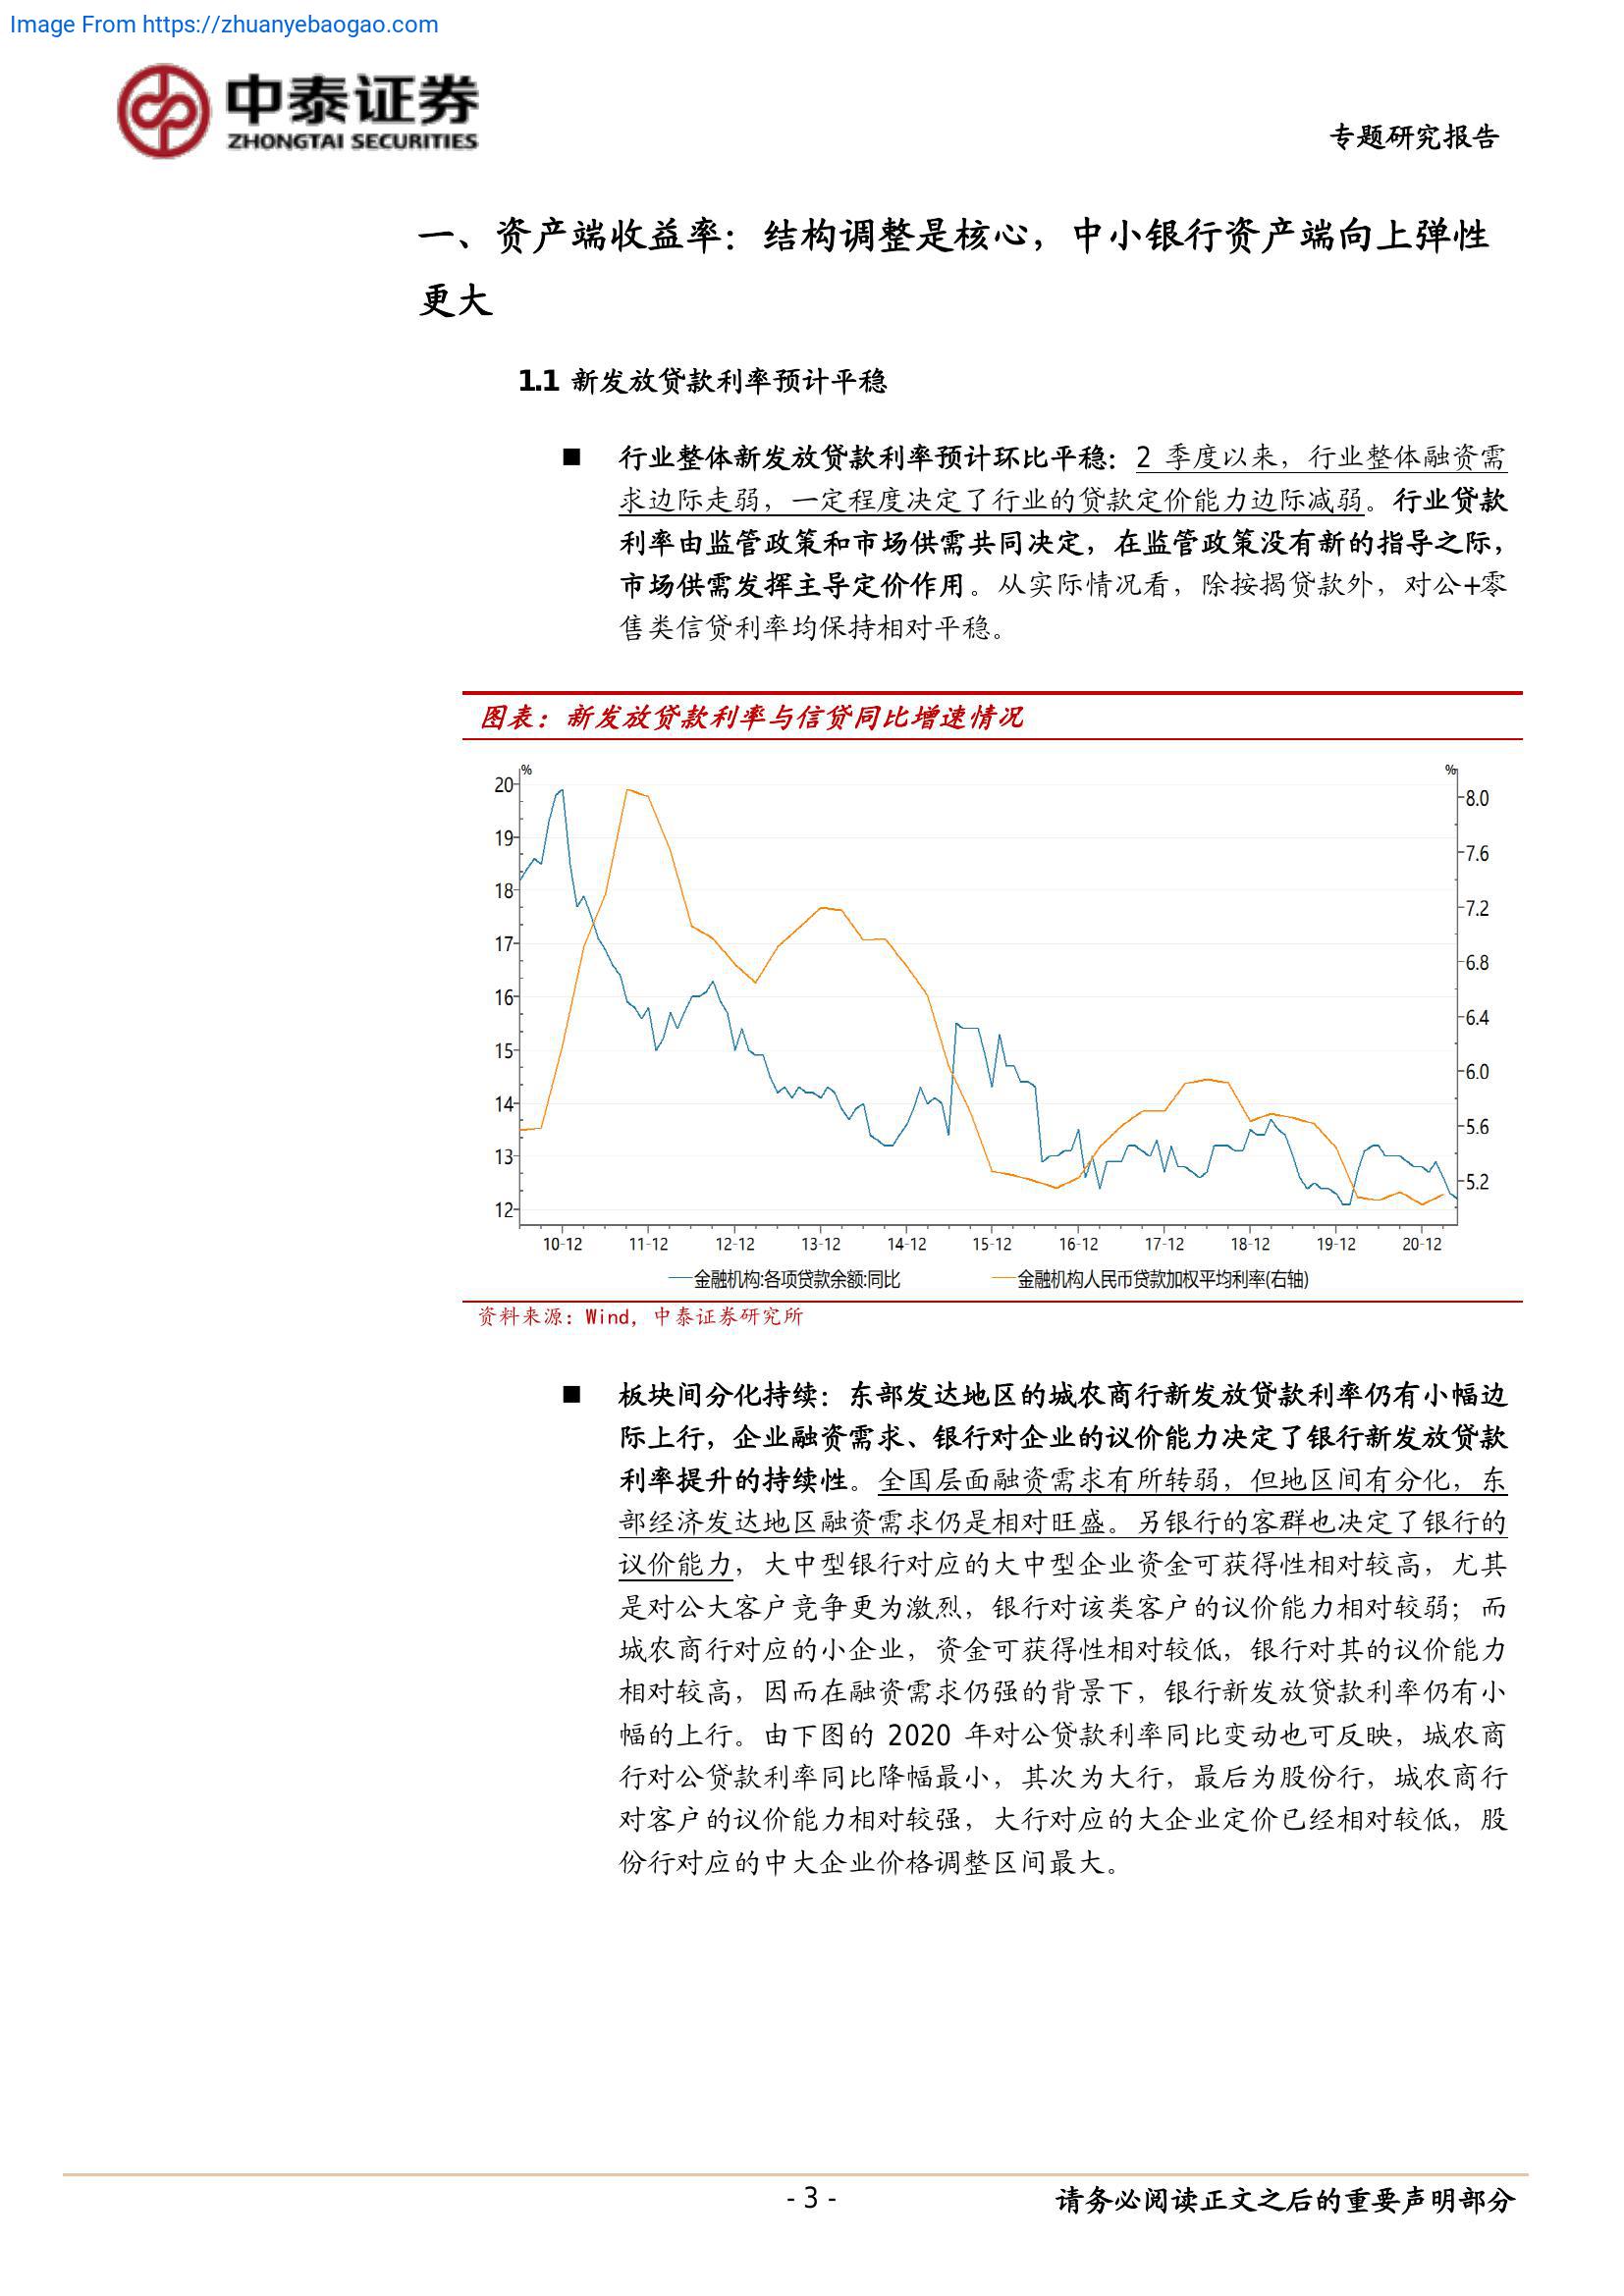 Image From https://zhuanyebaogao.com
中泰证券
ZHONGTAI SECURITIES
专题研究报告
一、资产端收益率：结构调整是核心，中小银行资产端向上弹性
更大
1.1 新发放贷款利率预计平稳
■ 行业整体新发放贷款利率预计环比平稳：2 季度以来，行业整体融资需
求边际走弱，一定程度决定了行业的贷款定价能力边际减弱。行业贷款
利率由监管政策和市场供需共同决定，在监管政策没有新的指导之际，
市场供需发挥主导定价作用。从实际情况看，除按揭贷款外，对公+零
售类信贷利率均保持相对平稳。
图表：新发放贷款利率与信贷同比增速情况
% %
20 8.0
19 7.6
18 7.2
17 6.8
16 6.4
15 6.0
14 5.6
13 5.2
12
10-12 11-12 12-12 13-12 14-12 15-12 16-12 17-12 18-12 19-12 20-12
金融机构:各项贷款余额:同比 金融机构人民币贷款加权平均利率(右轴)
资料来源：Wind，中泰证券研究所
■ 板块间分化持续：东部发达地区的城农商行新发放贷款利率仍有小幅边
际上行，企业融资需求、银行对企业的议价能力决定了银行新发放贷款
利率提升的持续性。全国层面融资需求有所转弱，但地区间有分化，东
部经济发达地区融资需求仍是相对旺盛。另银行的客群也决定了银行的
议价能力，大中型银行对应的大中型企业资金可获得性相对较高，尤其
是对公大客户竞争更为激烈，银行对该类客户的议价能力相对较弱；而
城农商行对应的小企业，资金可获得性相对较低，银行对其的议价能力
相对较高，因而在融资需求仍强的背景下，银行新发放贷款利率仍有小
幅的上行。由下图的 2020 年对公贷款利率同比变动也可反映，城农商
行对公贷款利率同比降幅最小，其次为大行，最后为股份行，城农商行
对客户的议价能力相对较强，大行对应的大企业定价已经相对较低，股
份行对应的中大企业价格调整区间最大。
- 3 -
请务必阅读正文之后的重要声明部分